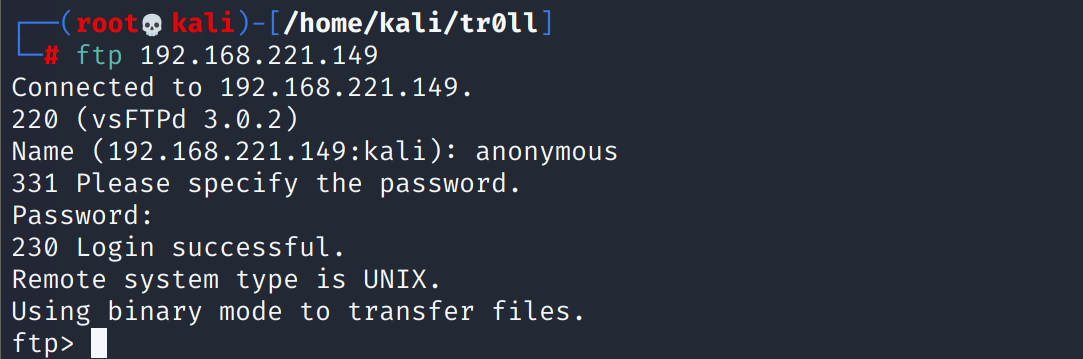 ┌──(root💀kali)-[/home/kali/tr0ll]
└─# ftp 192.168.221.149
Connected to 192.168.221.149.
220 (vsFTPd 3.0.2)
Name (192.168.221.149:kali): anonymous
331 Please specify the password.
Password:
230 Login successful.
Remote system type is UNIX.
Using binary mode to transfer files.
ftp>